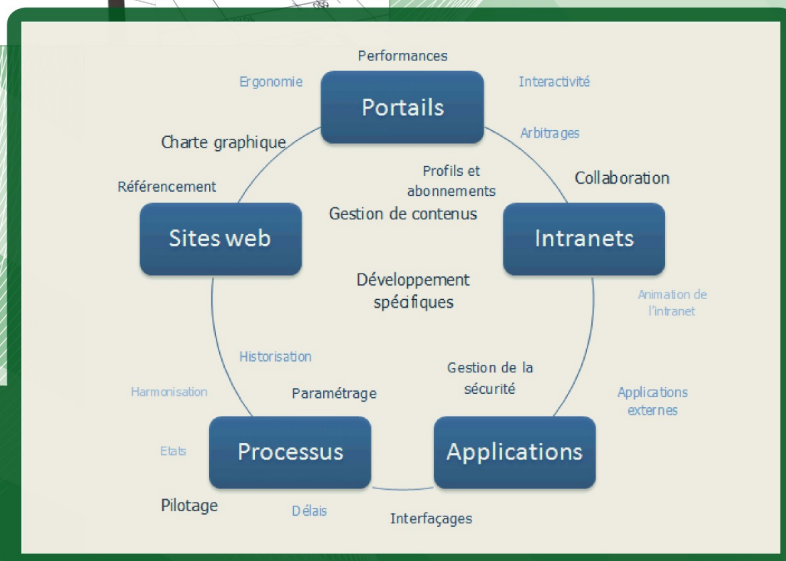 Performances
Ergonomie
Interactivité
Portails
Arbitrages
Charte graphique
Profils et
abonnements
Collaboration
Référencement
Gestion de contenus
Sites web
Intranets
Développement
spécifiques
Animation de
l'intranet
Historisation
Gestion de la
sécurité
Harmonisation
Paramétrage
Applications
externes
Etats
Processus
Applications
Pilotage
Délais
Interfaçages